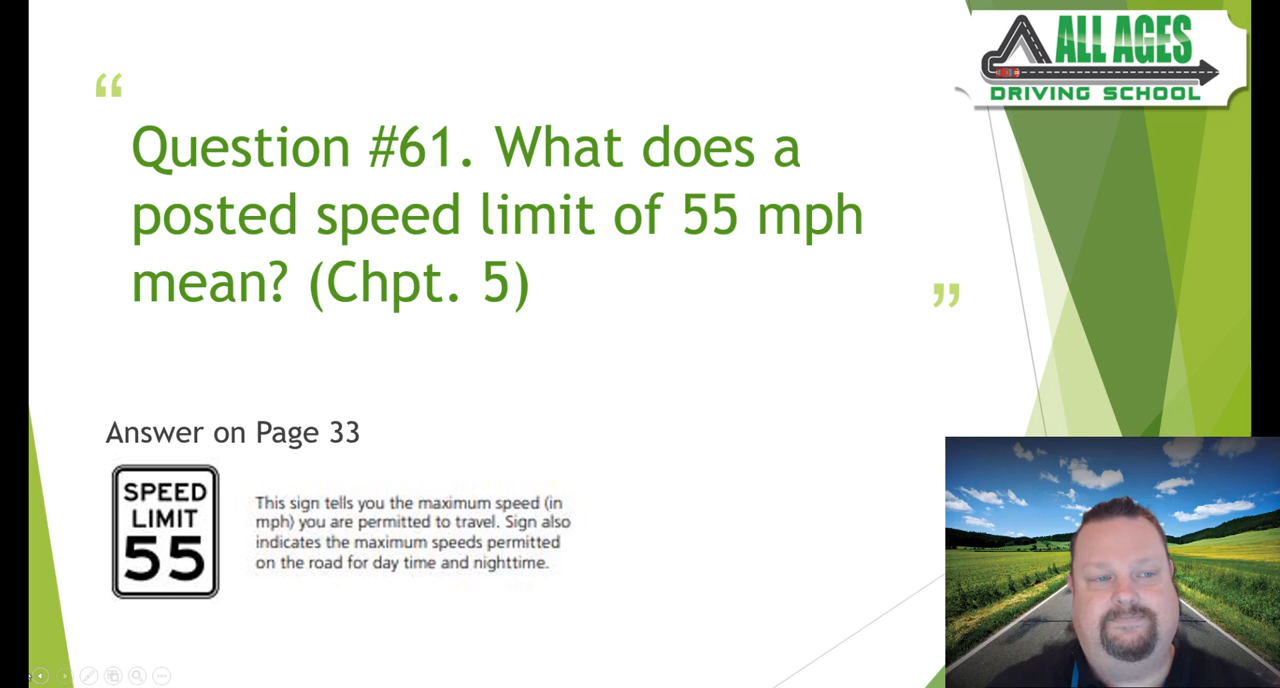 ALL AGES
DRIVING SCHOOL
“
Question #61. What does a
posted speed limit of 55 mph
mean? (Chpt. 5)
”
Answer on Page 33
SPEED
LIMIT
55
This sign tells you the maximum speed (in
mph) you are permitted to travel. Sign also
indicates the maximum speeds permitted
on the road for day time and nighttime.